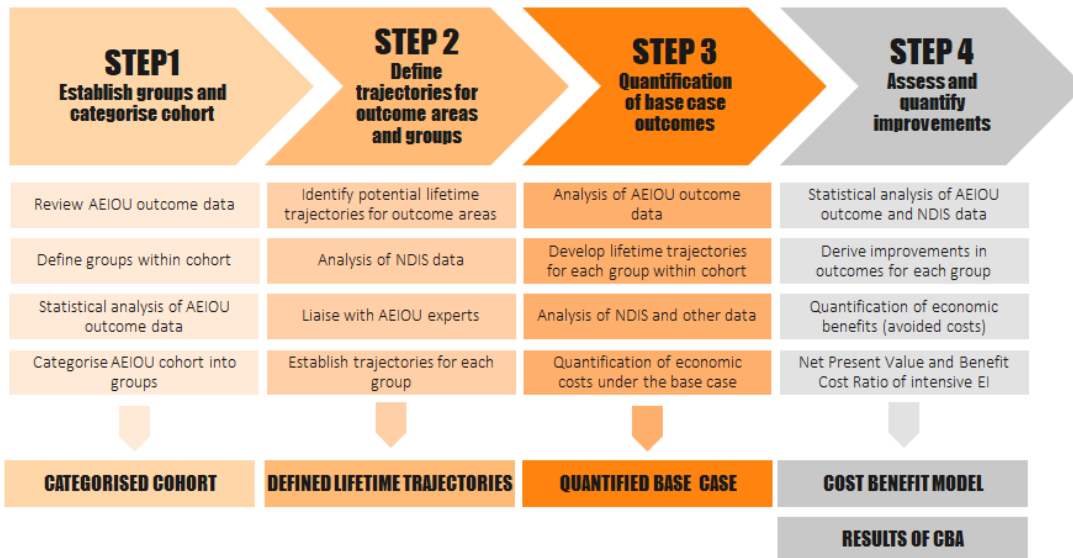 STEP1
Establish groups and
categorise cohort
STEP 2
Define
trajectories for
outcome areas
and groups
STEP 3
Quantification
of base case
outcomes
STEP 4
Assess and
quantify
improvements
Review AEIOU outcome data
Define groups within cohort
Statistical analysis of AEIOU
outcome data
Categorise AEIOU cohort into
groups
Identify potential lifetime
trajectories for outcome areas
Analysis of NDIS data
Liaise with AEIOU experts
Establish trajectories for each
group
Analysis of AEIOU outcome
data
Develop lifetime trajectories
for each group within cohort
Analysis of NDIS and other data
Quantification of economic
costs under the base case
Statistical analysis of AEIOU
outcome and NDIS data
Derive improvements in
outcomes for each group
Quantification of economic
benefits (avoided costs)
Net Present Value and Benefit
Cost Ratio of intensive EI
CATEGORISED COHORT
DEFINED LIFETIME TRAJECTORIES
QUANTIFIED BASE CASE
COST BENEFIT MODEL
RESULTS OF CBA